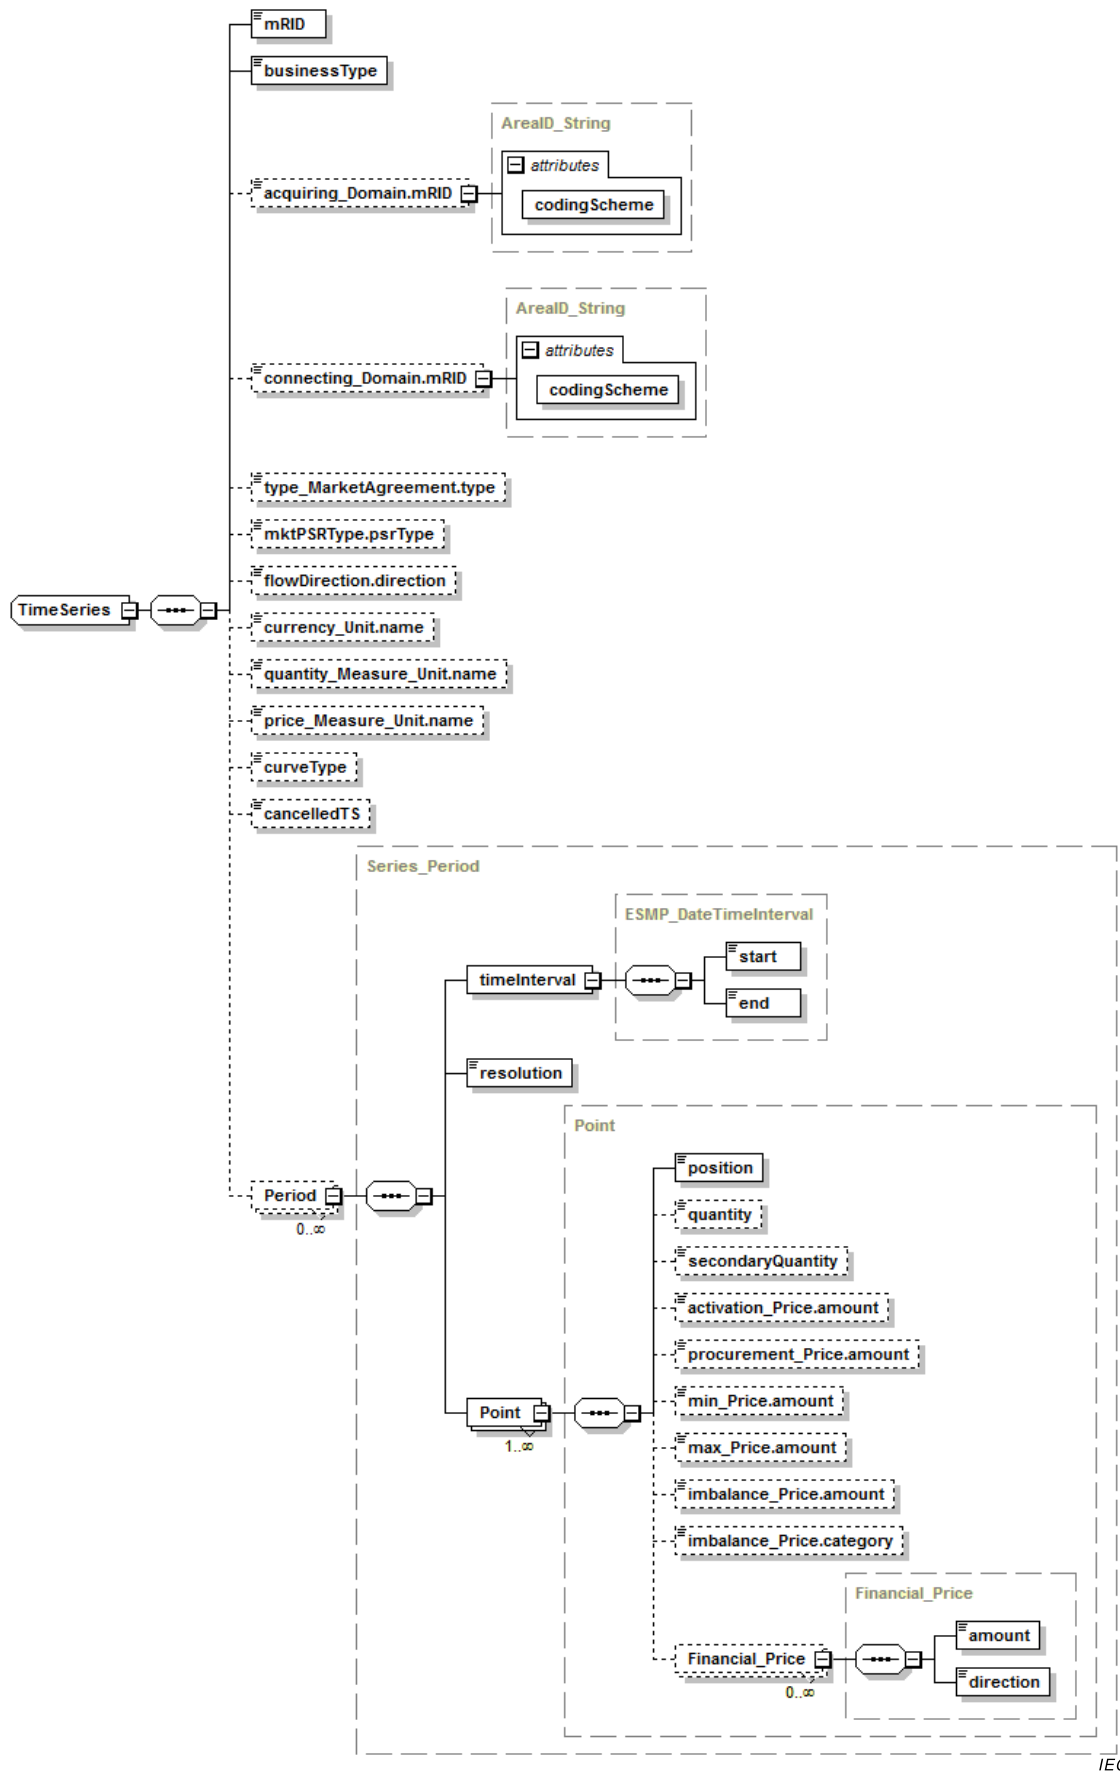 mRID
businessType
AreaID_String
attributes
acquiring_Domain.mRID
codingScheme
AreaID_String
attributes
connecting_Domain.mRID
codingScheme
type_MarketAgreement.type
mktPSRType.psrType
flowDirection.direction
TimeSeries
currency_Unit.name
quantity_Measure_Unit.name
price_Measure_Unit.name
curveType
cancelledTS
Series_Period
ESMP_DateTimeInterval
start
timeInterval
end
resolution
Point
position
Period
0..∞
quantity
secondaryQuantity
activation_Price.amount
procurement_Price.amount
min_Price.amount
Point
1..∞
max_Price.amount
imbalance_Price.amount
imbalance_Price.category
Financial_Price
amount
Financial_Price
direction
0..∞